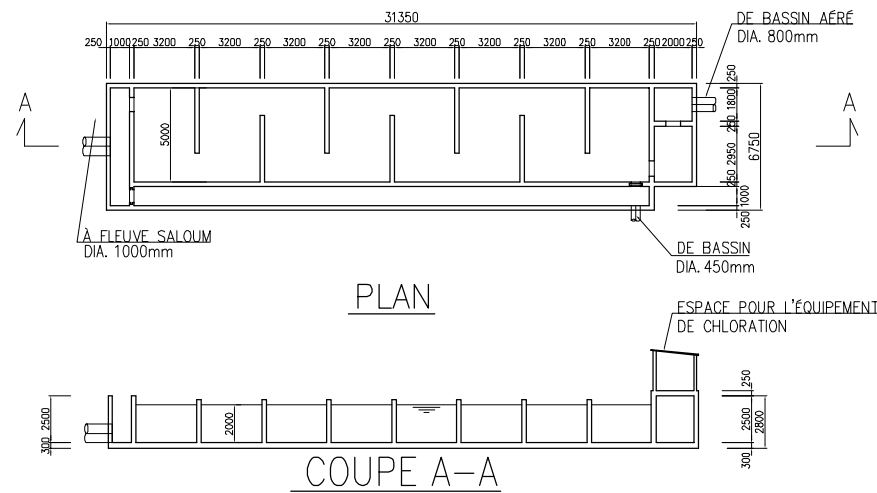 31350
DE BASSIN AÉRÉ
DIA. 800mm
250 1000 250 3200 250 3200 250 3200 250 3200 250 3200 250 3200 250 3200 250 3200 250 2000 250
A
A
5000
250
1800
250
2950
250
1000
250
6750
À FLEUVE SALOUM
DIA. 1000mm
DE BASSIN
DIA. 450mm
PLAN
ESPACE POUR L'ÉQUIPEMENT
DE CHLORATION
2500
300
2000
250
2500
300
2800
COUPE A-A